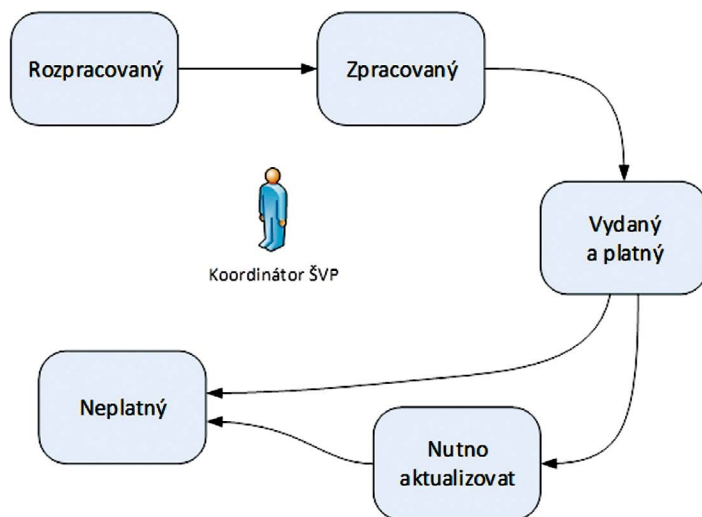 Rozpracovaný
Zpracovaný
Vydaný
a platný
Koordinátor ŠVP
Neplatný
Nutno
aktualizovat